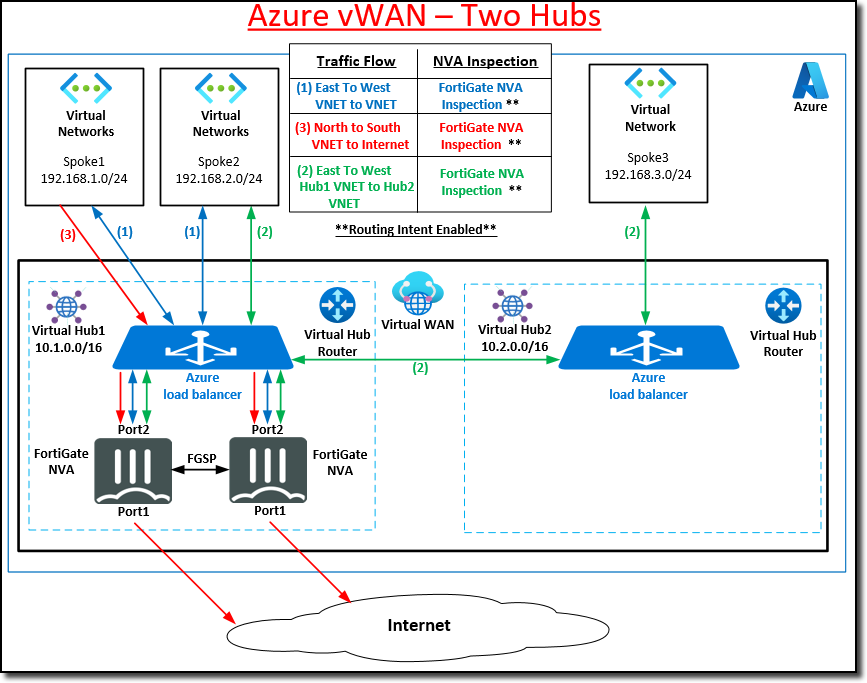 Azure vWAN – Two Hubs
Traffic Flow
NVA Inspection
(1) East To West
VNET to VNET
FortiGate NVA
Inspection **
(3) North to South
VNET to Internet
FortiGate NVA
Inspection **
(2) East To West
Hub1 VNET to Hub2
VNET
FortiGate NVA
Inspection **
**Routing Intent Enabled**
Virtual
Networks
Spoke1
192.168.1.0/24
Virtual
Networks
Spoke2
192.168.2.0/24
Virtual
Network
Spoke3
192.168.3.0/24
Azure
(3)
(1)
(1)
(2)
(2)
Virtual Hub1
10.1.0.0/16
Virtual Hub
Router
Virtual WAN
Virtual Hub2
10.2.0.0/16
Virtual Hub
Router
Azure
load balancer
(2)
Azure
load balancer
Port2
Port2
FortiGate
NVA
FGSP
FortiGate
NVA
Port1
Port1
Internet